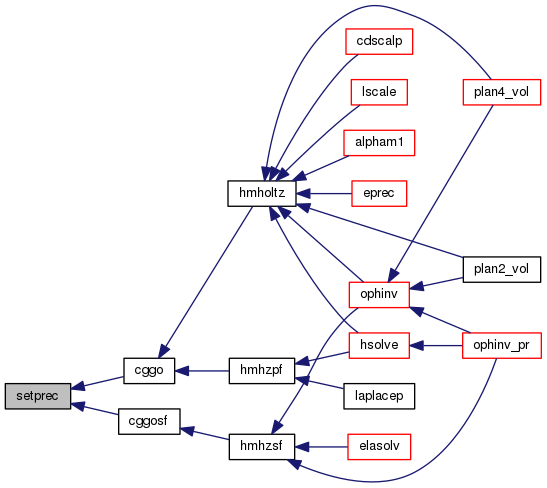 cdscalp
plan4_vol
lscale
alpham1
hmholtz
eprec
plan2_vol
ophinv
hsolve
ophinv_pr
cggo
hmhzpf
setprec
laplacep
cggosf
hmhzsf
elasolv